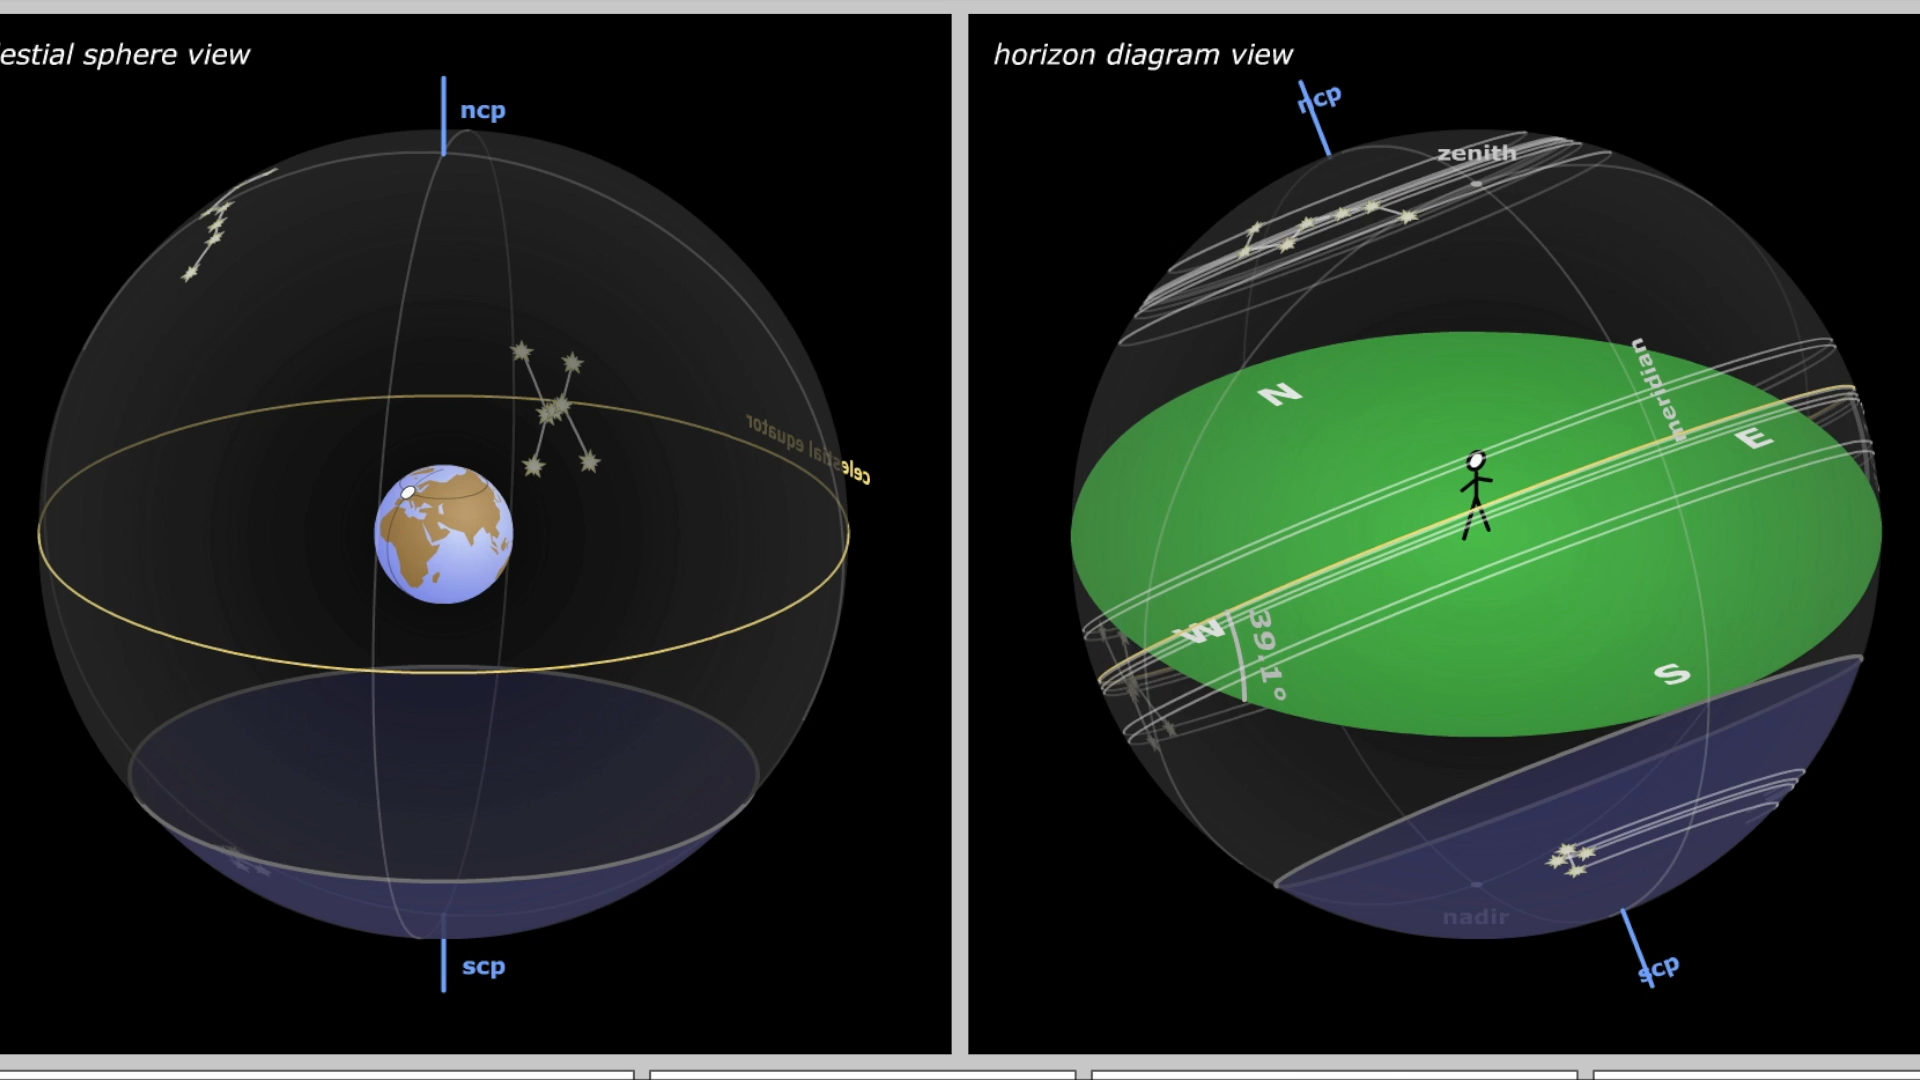 estial sphere view
ncp
celestial equator
scp
horizon diagram view
ncp
zenith
meridian
N
E
W
39.1°
S
nadir
scp